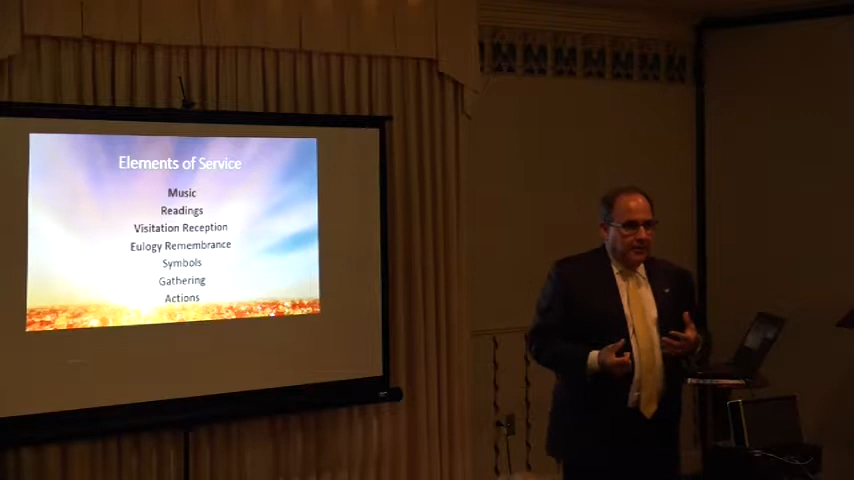 Elements of Service
Music
Readings
Visitation Reception
Eulogy Remembrance
Symbols
Gathering
Actions